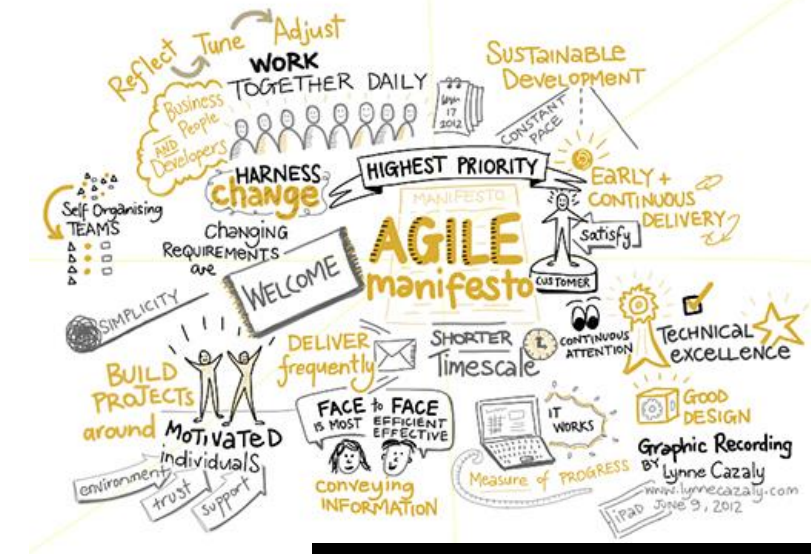 Reflect
Tune
Adjust
WORK
TOGETHER DAILY
Business
People
AND
Developers
17
2012
SUSTAINABLE
DEVELOPMENT
CONSTANT
PACE
HARNESS
change
CHANGING
REQUIREMENTS
are
WELCOME
HIGHEST PRIORITY
MANIFESTO
AGILE
manifesto
EARLY +
CONTINUOUS
DELIVERY
Satisfy
CUSTOMER
Self Organising
TEAMS
SIMPLICITY
DELIVER
frequently
SHORTER
Timescale
CONTINUOUS
ATTENTION
TECHNICAL
EXCELLENCE
BUILD
PROJECTS
around
MOTIVATED
individuals
environment
trust
support
FACE to FACE
IS MOST EFFICIENT
EFFECTIVE
conveying
INFORMATION
IT
WORKS
Measure of PROGRESS
GOOD
DESIGN
Graphic Recording
BY Lynne Cazaly
www.lynnecazaly.com
iPad JUNE 9, 2012